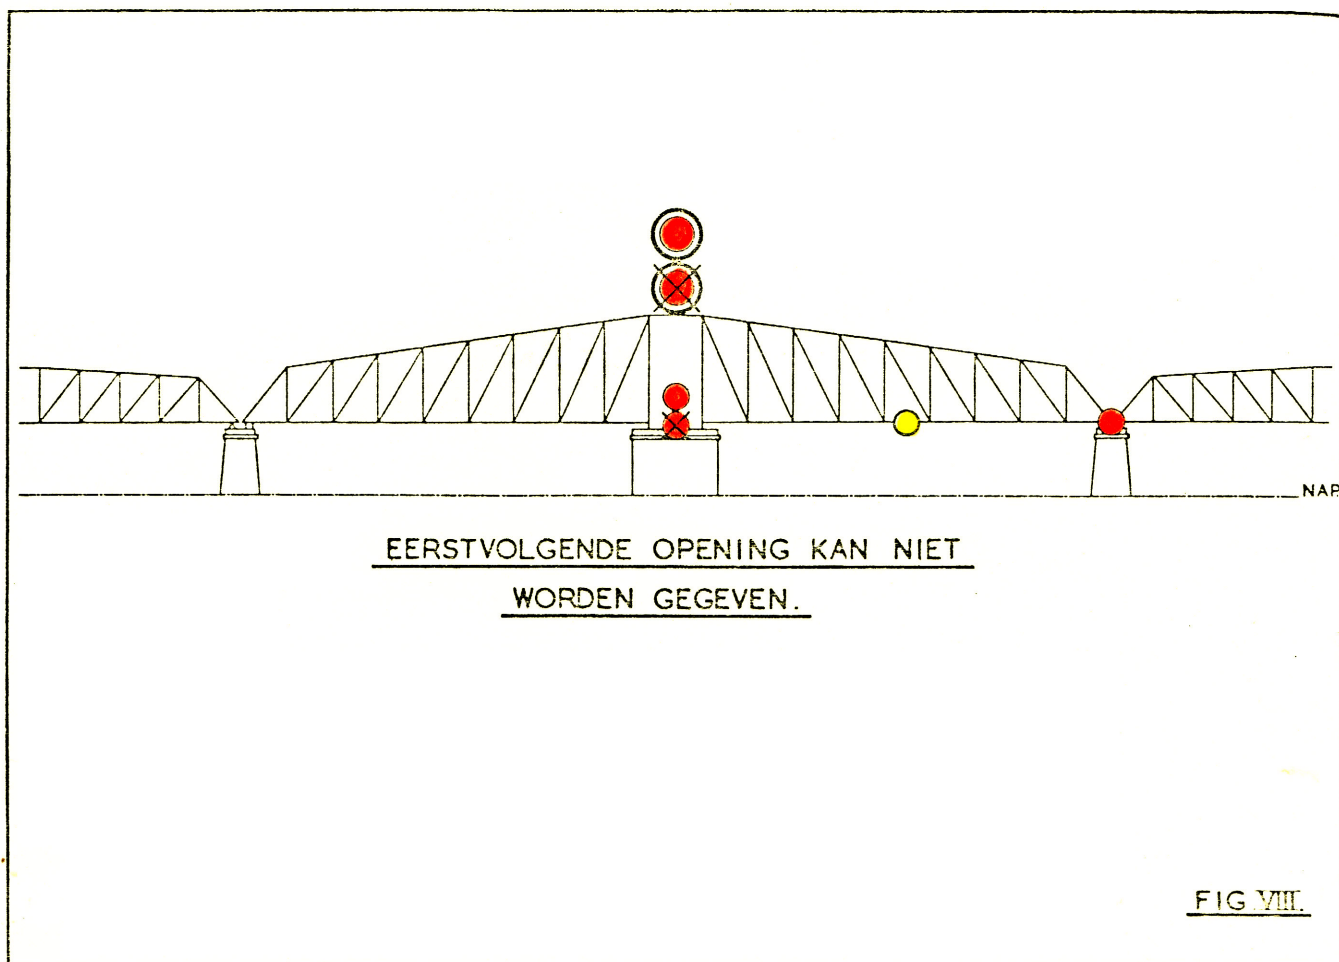 NAP.
EERSTVOLGENDE OPENING KAN NIET
WORDEN GEGEVEN.
FIG. VIII.